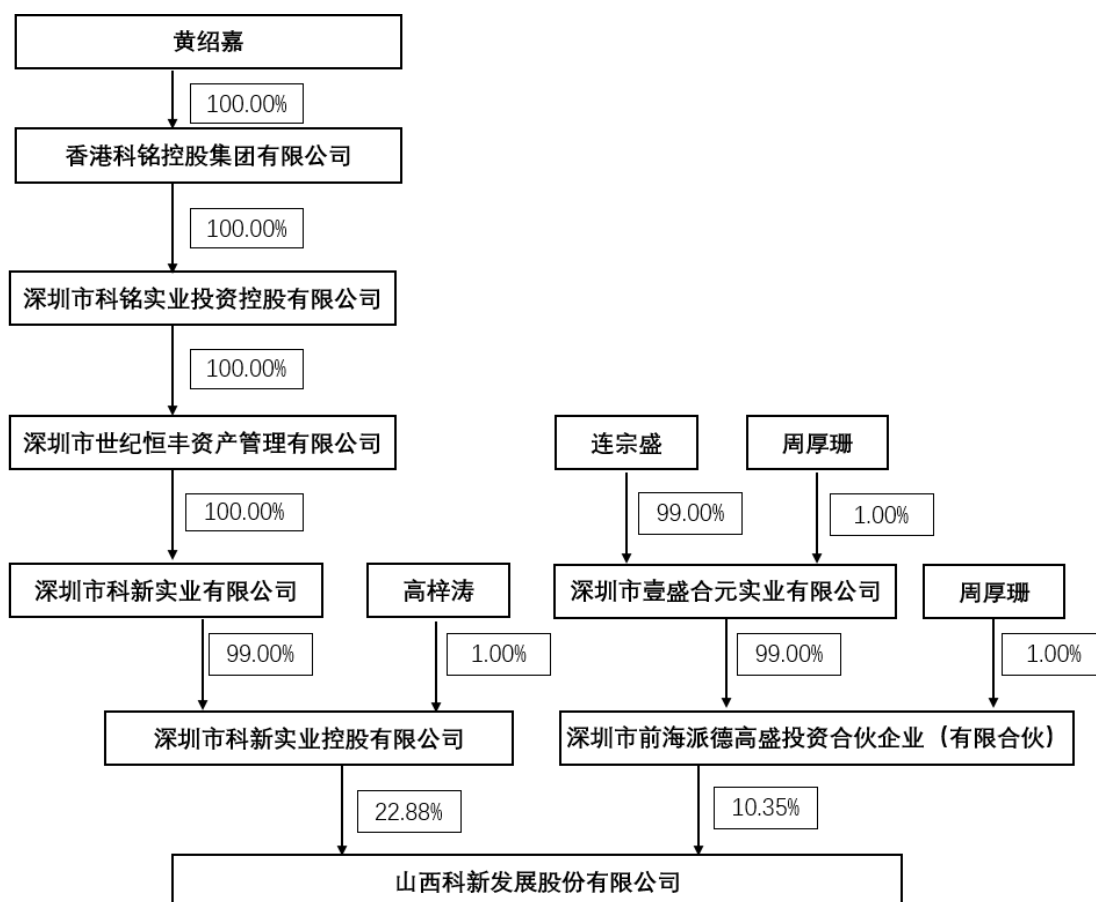 黄绍嘉
100.00%
香港科铭控股集团有限公司
100.00%
深圳市科铭实业投资控股有限公司
100.00%
深圳市世纪恒丰资产管理有限公司
连宗盛
周厚珊
100.00%
99.00%
1.00%
深圳市科新实业有限公司
高梓涛
深圳市壹盛合元实业有限公司
周厚珊
99.00%
1.00%
99.00%
1.00%
深圳市科新实业控股有限公司
深圳市前海派德高盛投资合伙企业（有限合伙）
22.88%
10.35%
山西科新发展股份有限公司